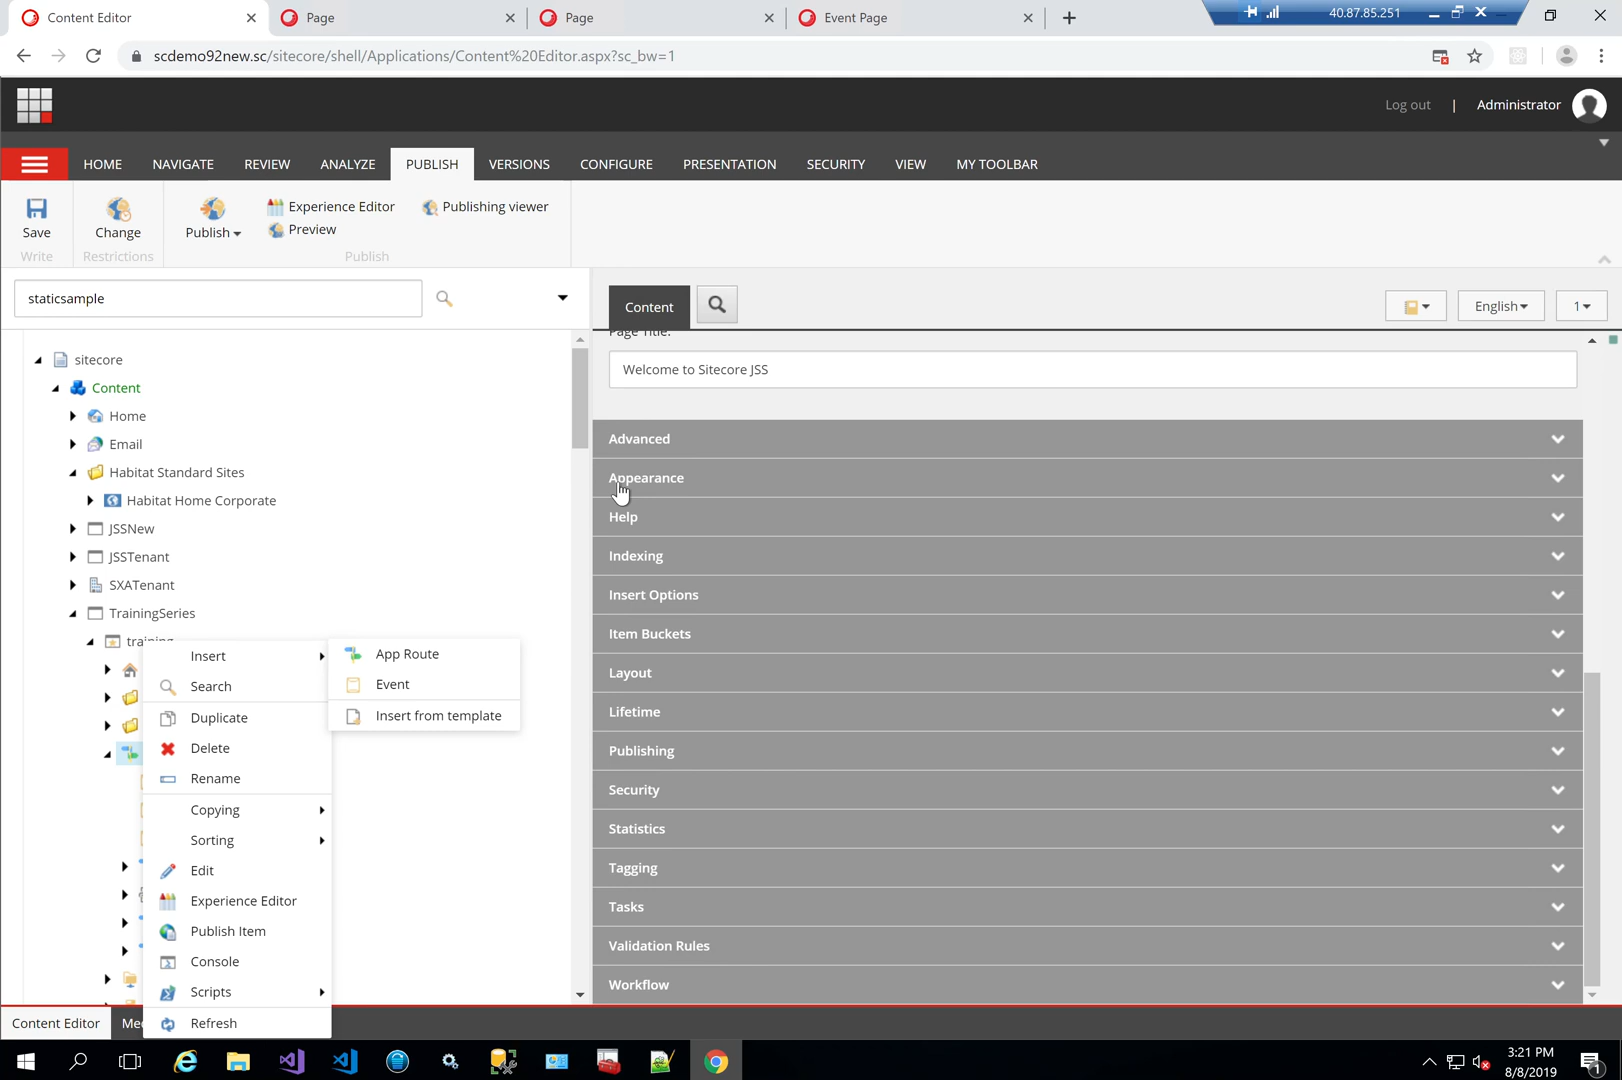 Content Editor
Page
Page
Event Page
40.87.85.251
scdemo92new.sc/sitecore/shell/Applications/Content%20Editor.aspx?sc_bw=1
Log out | Administrator
HOME NAVIGATE REVIEW ANALYZE PUBLISH VERSIONS CONFIGURE PRESENTATION SECURITY VIEW MY TOOLBAR
Save
Write
Change
Restrictions
Publish
Experience Editor
Preview
Publishing viewer
Publish
staticsample
Content
English
1
sitecore
Content
Home
Email
Habitat Standard Sites
Habitat Home Corporate
JSSNew
JSSTenant
SXATenant
TrainingSeries
training
Insert
Search
Duplicate
Delete
Rename
Copying
Sorting
Edit
Experience Editor
Publish Item
Console
Scripts
Refresh
App Route
Event
Insert from template
Page Title:
Welcome to Sitecore JSS
Advanced
Appearance
Help
Indexing
Insert Options
Item Buckets
Layout
Lifetime
Publishing
Security
Statistics
Tagging
Tasks
Validation Rules
Workflow
Content Editor
3:21 PM
8/8/2019
1